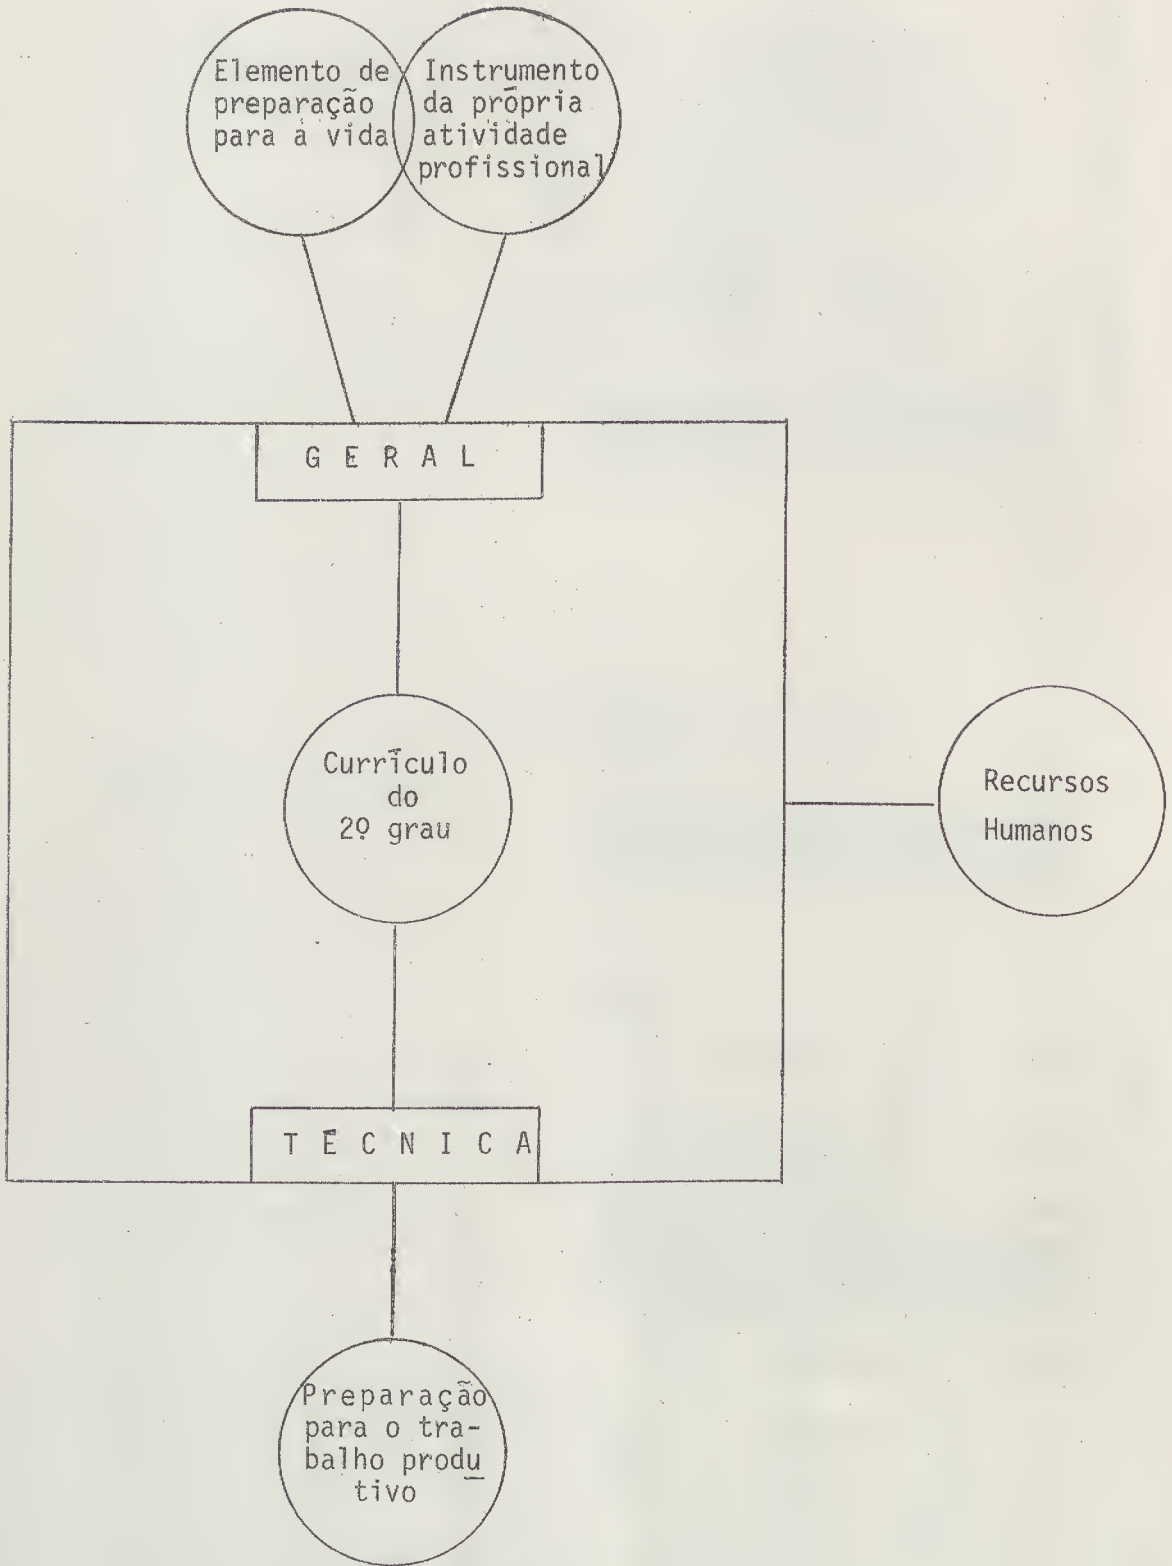 Elemento de
preparação
para a vida
Instrumento
da própria
atividade
profissional
G E R A L
Currículo
do
2º grau
Recursos
Humanos
T É C N I C A
Preparação
para o tra-
balho produ
tivo